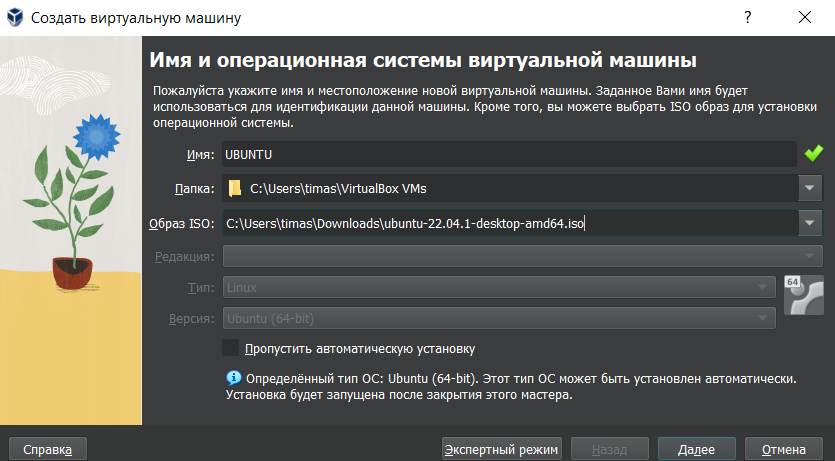 Создать виртуальную машину
?
Имя и операционная системы виртуальной машины
Пожалуйста укажите имя и местоположение новой виртуальной машины. Заданное Вами имя будет
использоваться для идентификации данной машины. Кроме того, вы можете выбрать ISO образ для установки
операционной системы.
Имя: UBUNTU
Папка: C:\Users\timas\VirtualBox VMs
Образ ISO: C:\Users\timas\Downloads\ubuntu-22.04.1-desktop-amd64.iso
Редакция:
Тип: Linux
64
Версия: Ubuntu (64-bit)
Пропустить автоматическую установку
Определённый тип ОС: Ubuntu (64-bit). Этот тип ОС может быть установлен автоматически.
Установка будет запущена после закрытия этого мастера.
Справка Экспертный режим Назад Далее Отмена